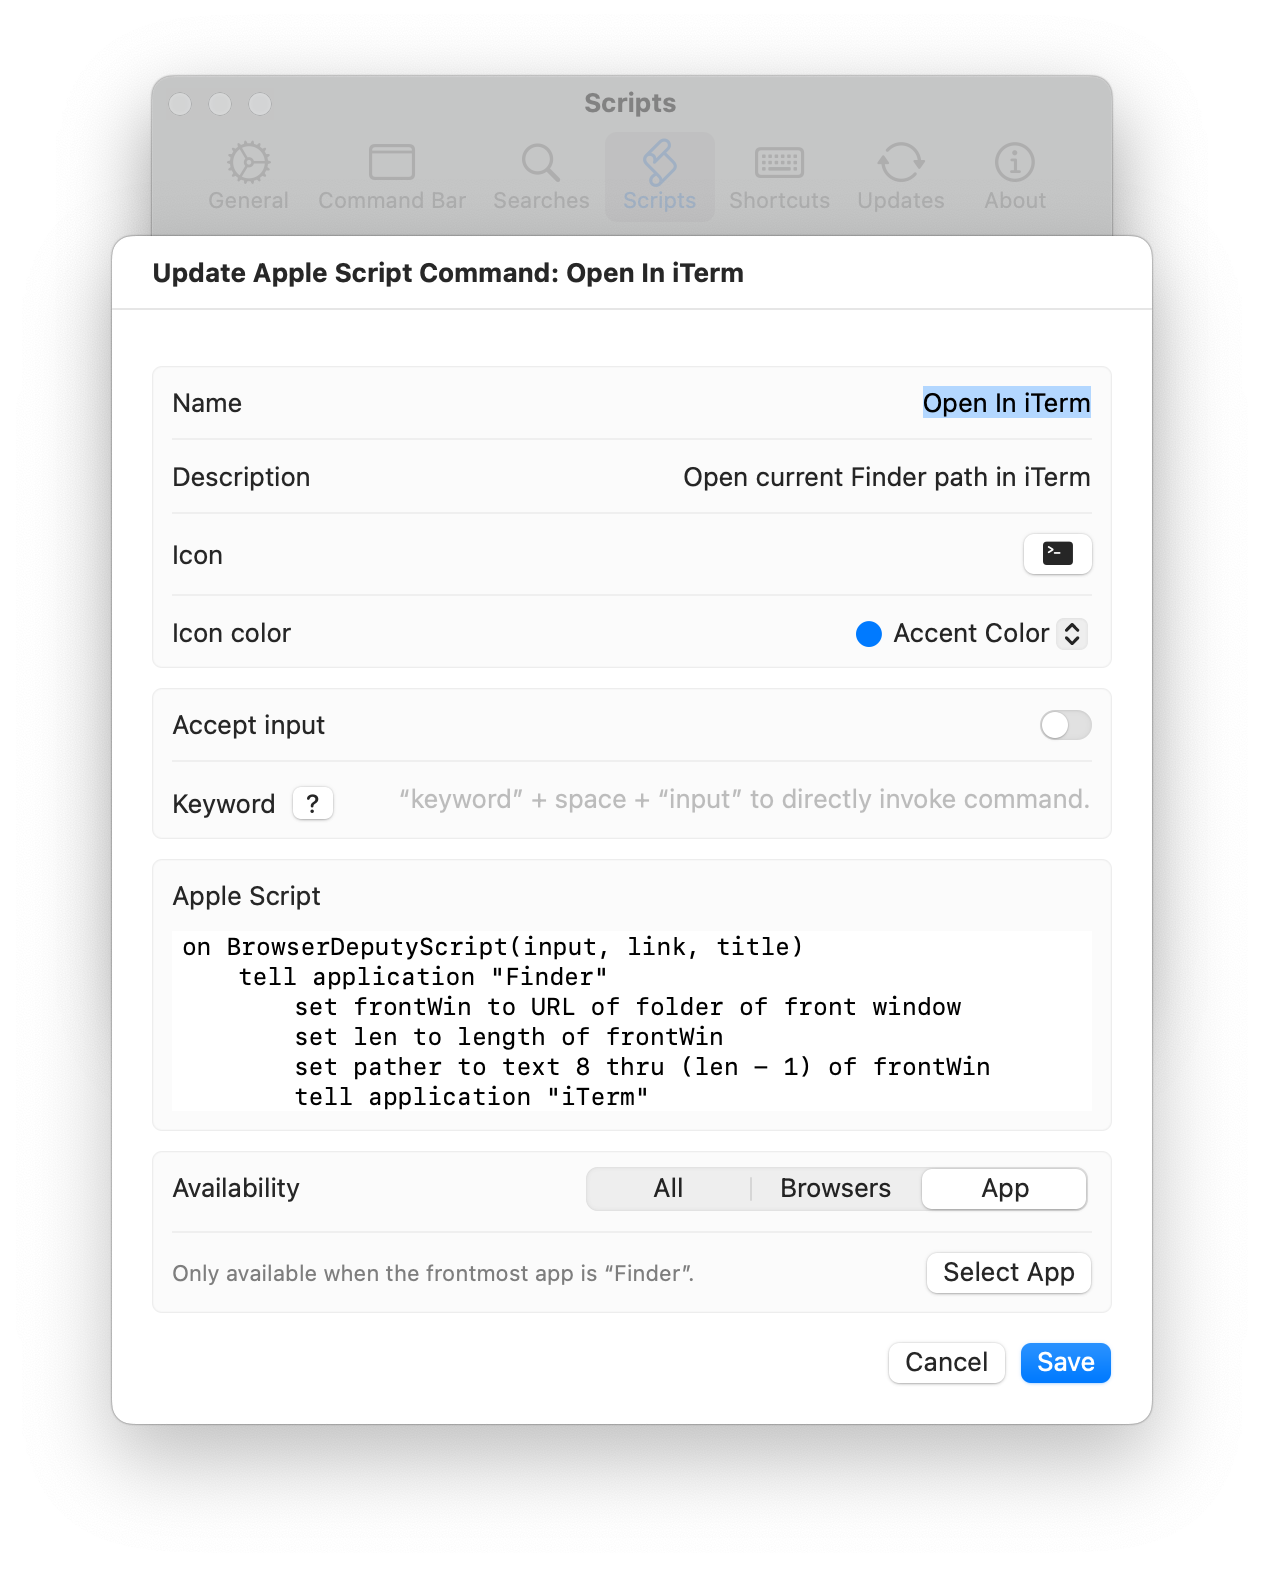 Scripts
General Command Bar Searches Scripts Shortcuts Updates About
Update Apple Script Command: Open In iTerm
Name Open In iTerm
Description Open current Finder path in iTerm
Icon >_
Icon color Accent Color
Accept input
Keyword ? “keyword” + space + “input” to directly invoke command.
Apple Script
on BrowserDeputyScript(input, link, title)
tell application "Finder"
set frontWin to URL of folder of front window
set len to length of frontWin
set pather to text 8 thru (len - 1) of frontWin
tell application "iTerm"
Availability All Browsers App
Only available when the frontmost app is “Finder”. Select App
Cancel Save